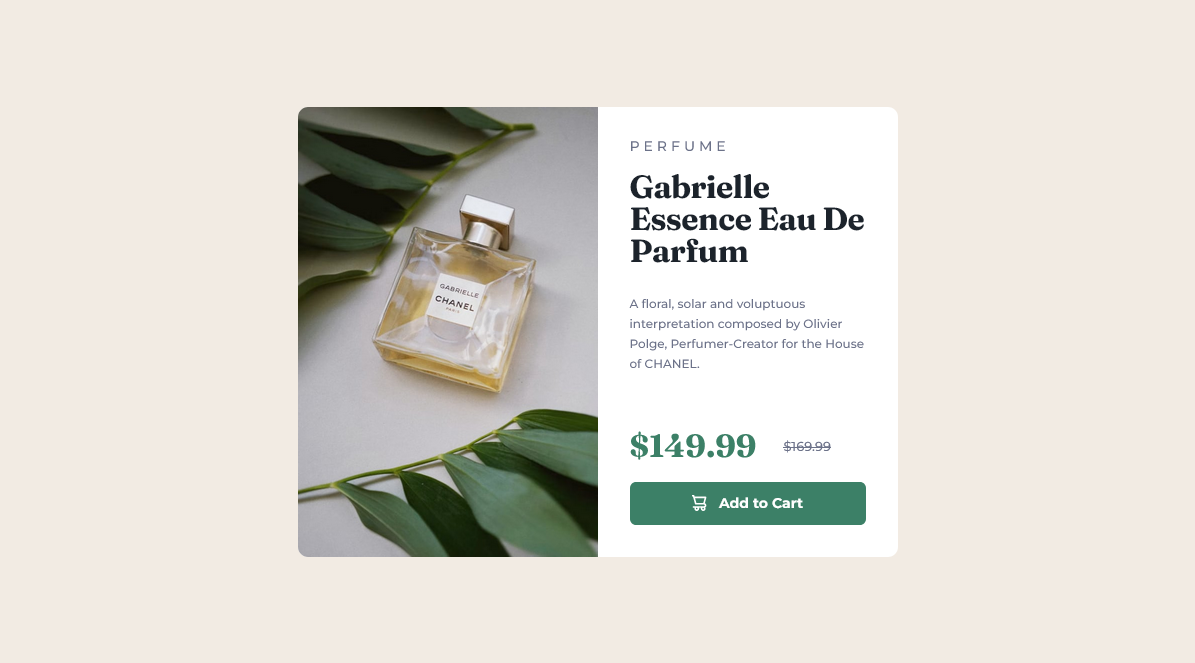 GABRIELLE
CHANEL
PARIS
PERFUME
Gabrielle
Essence Eau De
Parfum
A floral, solar and voluptuous
interpretation composed by Olivier
Polge, Perfumer-Creator for the House
of CHANEL.
$149.99 $169.99
Add to Cart